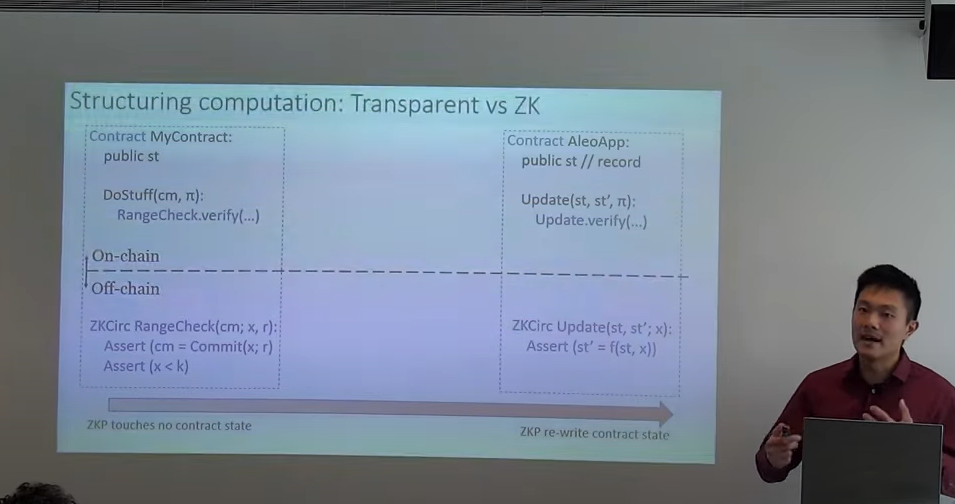 Structuring computation: Transparent vs ZK
Contract MyContract:
public st
DoStuff(cm, π):
RangeCheck.verify(...)
On-chain
Off-chain
ZKCirc RangeCheck(cm; x, r):
Assert (cm = Commit(x; r)
Assert (x < k)
Contract AleoApp:
public st // record
Update(st, st′, π):
Update.verify(...)
ZKCirc Update(st, st′; x):
Assert (st′ = f(st, x))
ZKP touches no contract state
ZKP re-write contract state